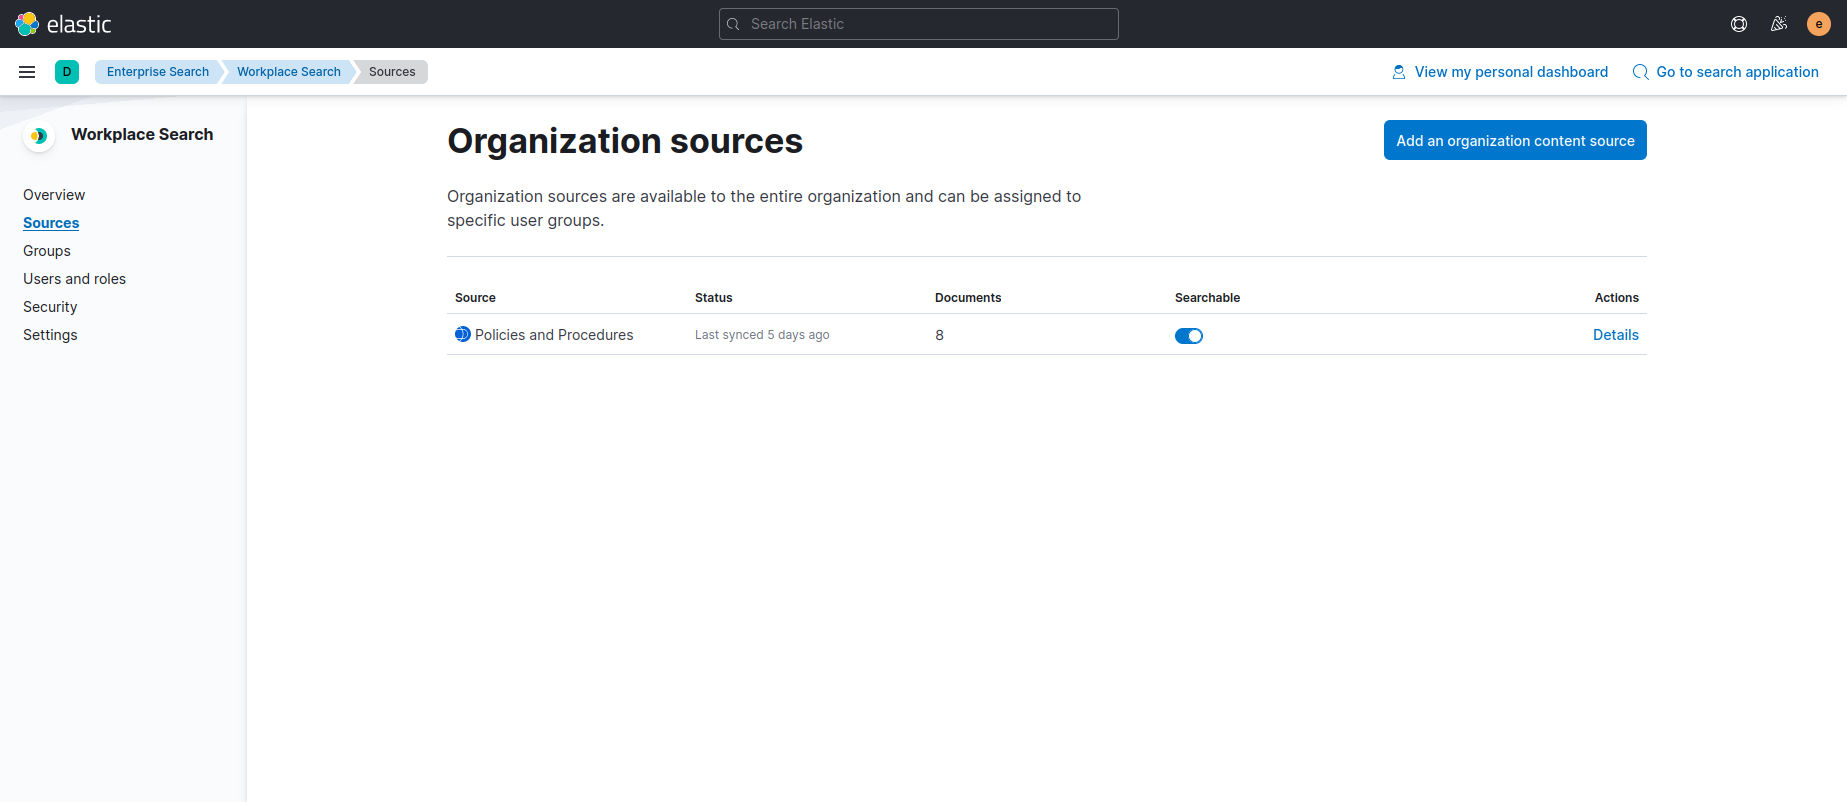 elastic
Search Elastic
e
D
Enterprise Search
Workplace Search
Sources
View my personal dashboard
Go to search application
Workplace Search
Overview
Sources
Groups
Users and roles
Security
Settings
Organization sources
Add an organization content source
Organization sources are available to the entire organization and can be assigned to
specific user groups.
Source Status Documents Searchable Actions
Policies and Procedures Last synced 5 days ago 8 Details